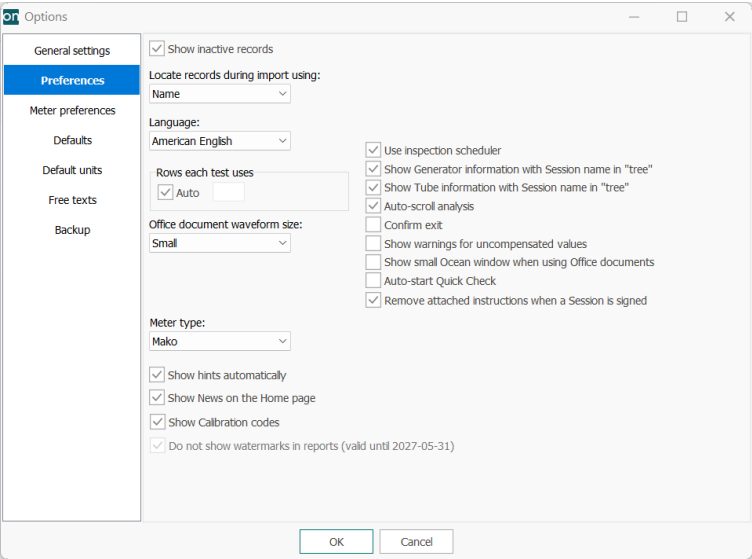 on Options
General settings
Preferences
Meter preferences
Defaults
Default units
Free texts
Backup
Show inactive records
Locate records during import using:
Name
Language:
American English
Rows each test uses
Auto
Office document waveform size:
Small
Use inspection scheduler
Show Generator information with Session name in "tree"
Show Tube information with Session name in "tree"
Auto-scroll analysis
Confirm exit
Show warnings for uncompensated values
Show small Ocean window when using Office documents
Auto-start Quick Check
Remove attached instructions when a Session is signed
Meter type:
Mako
Show hints automatically
Show News on the Home page
Show Calibration codes
Do not show watermarks in reports (valid until 2027-05-31)
OK
Cancel